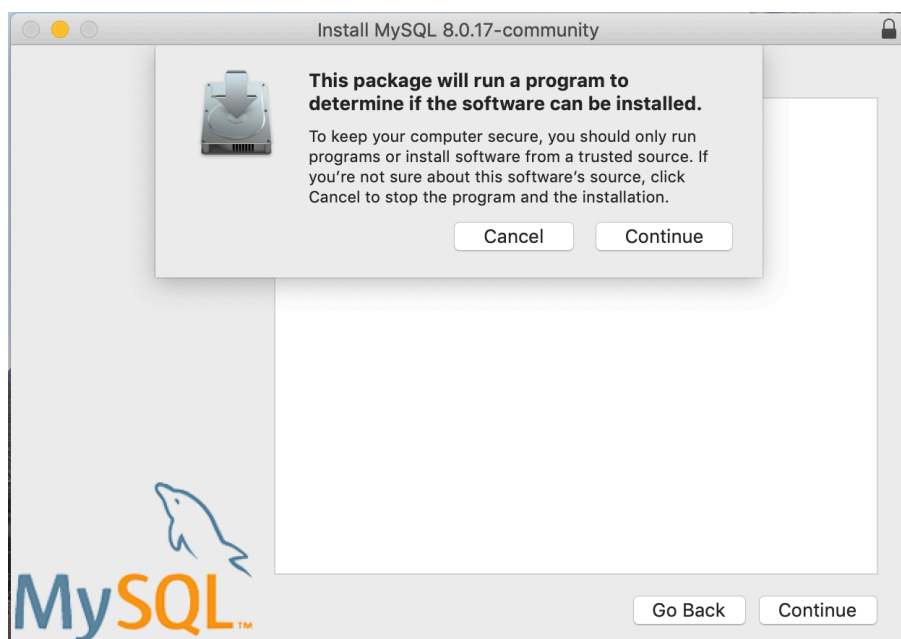 Install MySQL 8.0.17-community
This package will run a program to
determine if the software can be installed.
To keep your computer secure, you should only run
programs or install software from a trusted source. If
you’re not sure about this software’s source, click
Cancel to stop the program and the installation.
Cancel
Continue
MySQL™
Go Back
Continue